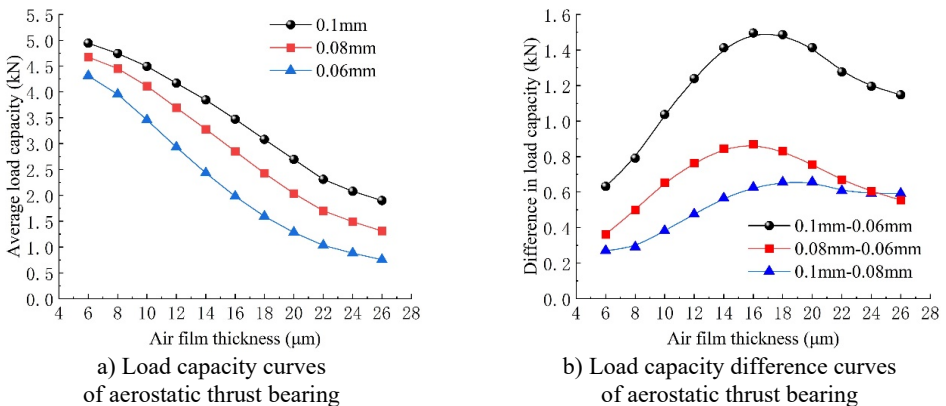 0.1mm
0.08mm
0.06mm
5.5
5.0
4.5
4.0
3.5
3.0
2.5
2.0
1.5
1.0
0.5
0.0
Average load capacity (kN)
4 6 8 10 12 14 16 18 20 22 24 26 28
Air film thickness (μm)
a) Load capacity curves
of aerostatic thrust bearing
1.6
1.4
1.2
1.0
0.8
0.6
0.4
0.2
0.0
Difference in load capacity (kN)
0.1mm-0.06mm
0.08mm-0.06mm
0.1mm-0.08mm
4 6 8 10 12 14 16 18 20 22 24 26 28
Air film thickness (μm)
b) Load capacity difference curves
of aerostatic thrust bearing